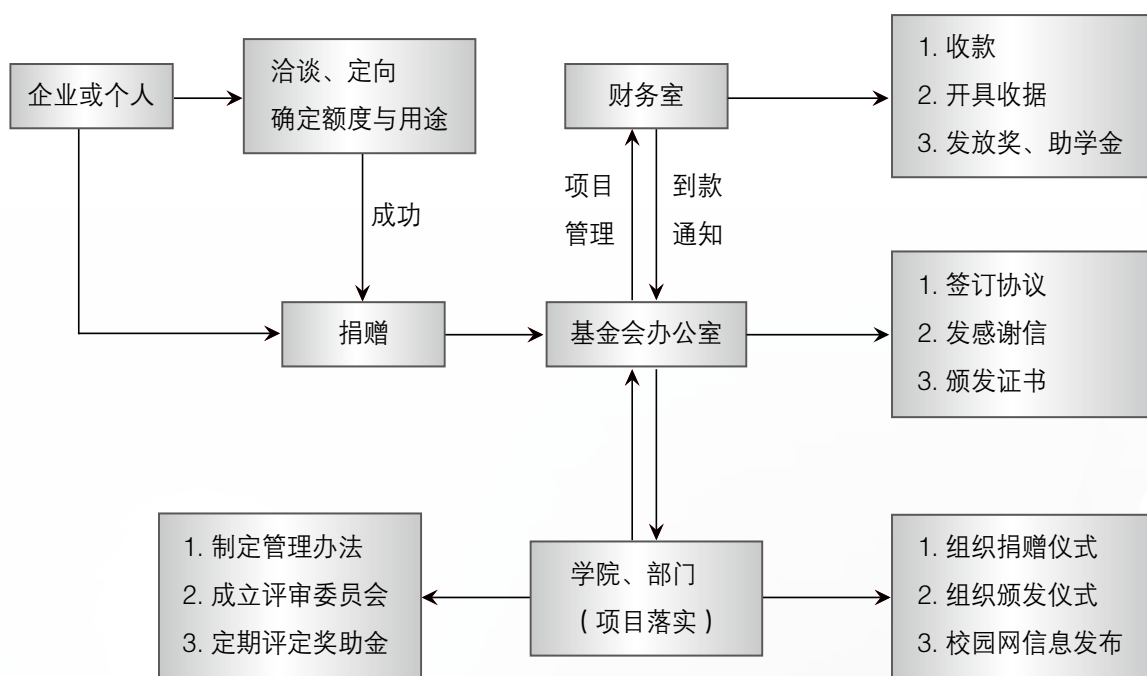 企业或个人
洽谈、定向
确定额度与用途
成功
捐赠
财务室
1. 收款
2. 开具收据
3. 发放奖、助学金
项目
管理
到款
通知
基金会办公室
1. 签订协议
2. 发感谢信
3. 颁发证书
1. 制定管理办法
2. 成立评审委员会
3. 定期评定奖助金
学院、部门
（项目落实）
1. 组织捐赠仪式
2. 组织颁发仪式
3. 校园网信息发布